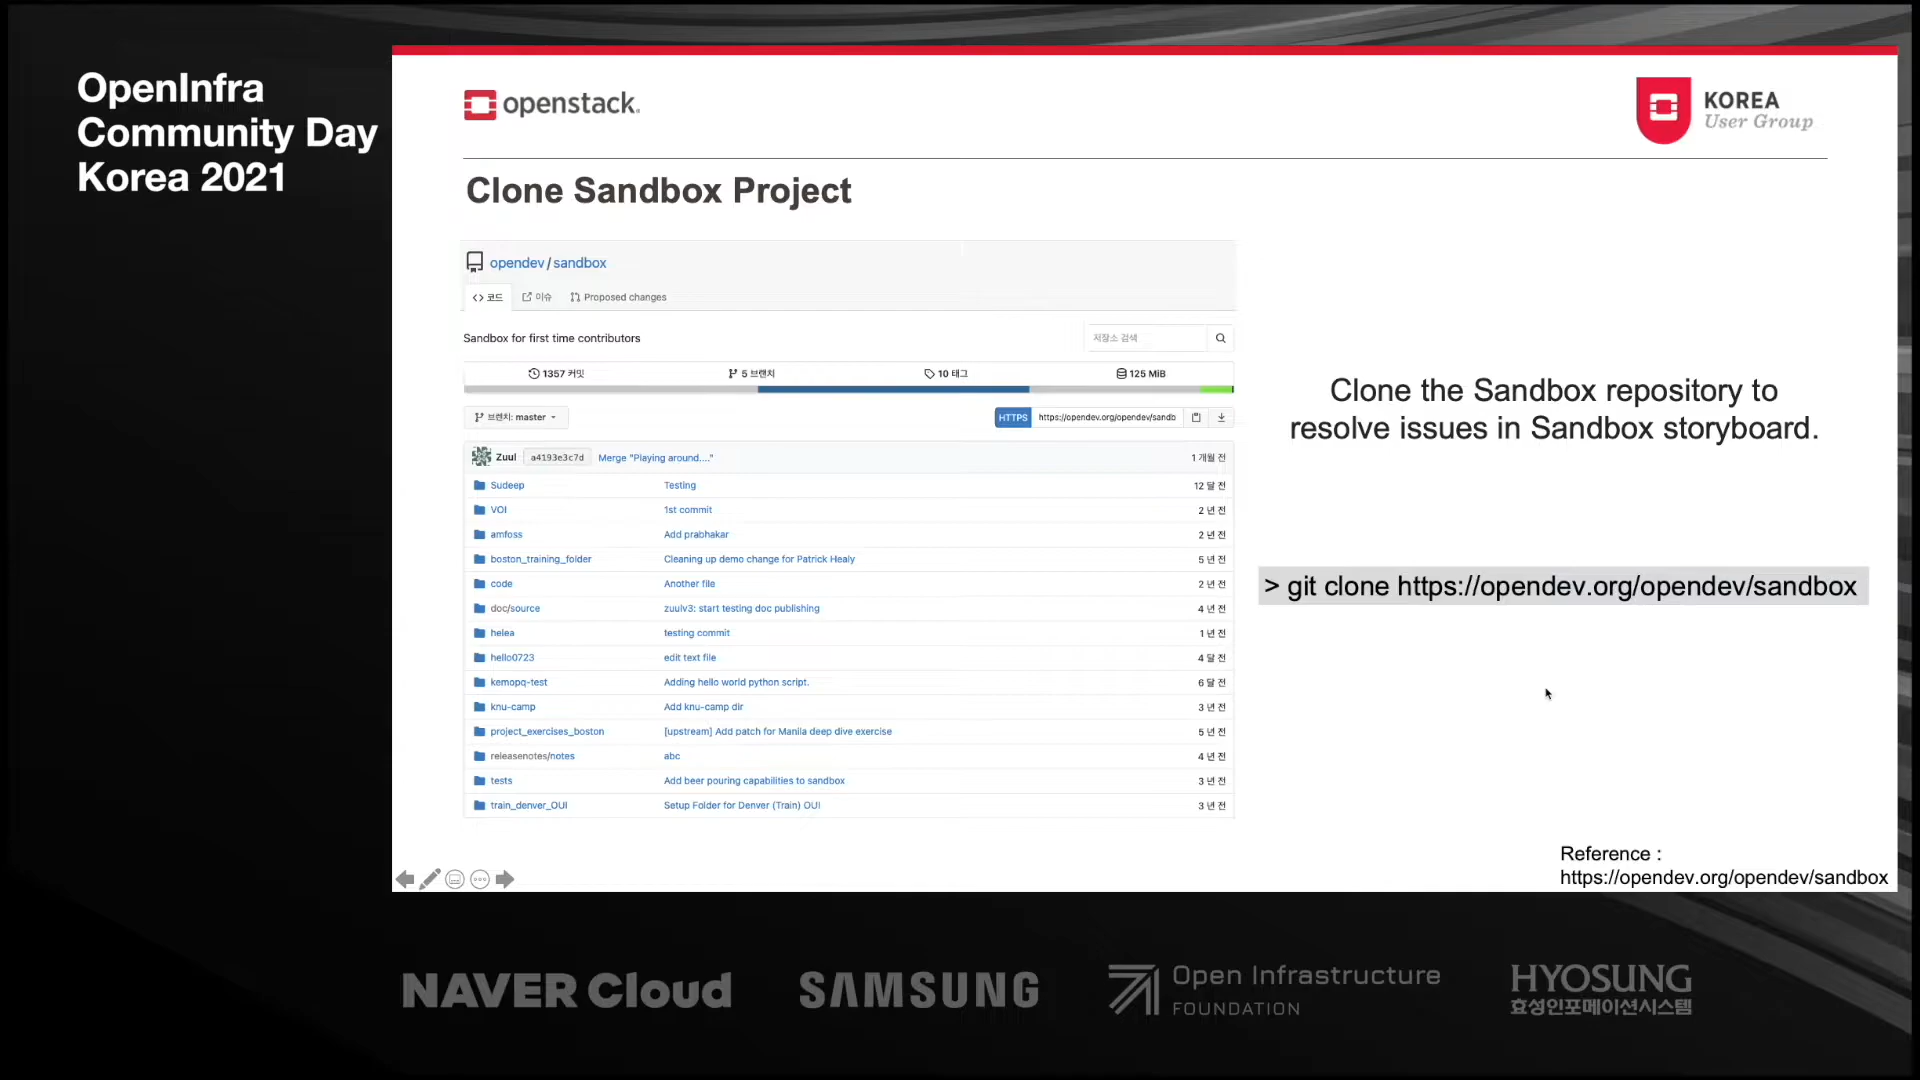 OpenInfra
Community Day
Korea 2021
openstack.
KOREA
User Group
Clone Sandbox Project
opendev/sandbox
코드 이슈 Proposed changes
Sandbox for first time contributors
저장소 검색
1357 커밋 5 브랜치 10 태그 125 MiB
브랜치: master
HTTPS https://opendev.org/opendev/sandb
Zuul a4193e3c7d Merge "Playing around...." 1 개월 전
Sudeep Testing 12 달 전
VOI 1st commit 2 년 전
amfoss Add prabhakar 2 년 전
boston_training_folder Cleaning up demo change for Patrick Healy 5 년 전
code Another file 2 년 전
doc/source zuulv3: start testing doc publishing 4 년 전
helea testing commit 1 년 전
hello0723 edit text file 4 달 전
kemopq-test Adding hello world python script. 6 달 전
knu-camp Add knu-camp dir 3 년 전
project_exercises_boston [upstream] Add patch for Manila deep dive exercise 5 년 전
releasenotes/notes abc 4 년 전
tests Add beer pouring capabilities to sandbox 3 년 전
train_denver_OUI Setup Folder for Denver (Train) OUI 3 년 전
Clone the Sandbox repository to
resolve issues in Sandbox storyboard.
> git clone https://opendev.org/opendev/sandbox
Reference :
https://opendev.org/opendev/sandbox
NAVER Cloud
SAMSUNG
Open Infrastructure
FOUNDATION
HYOSUNG
효성인포메이션시스템